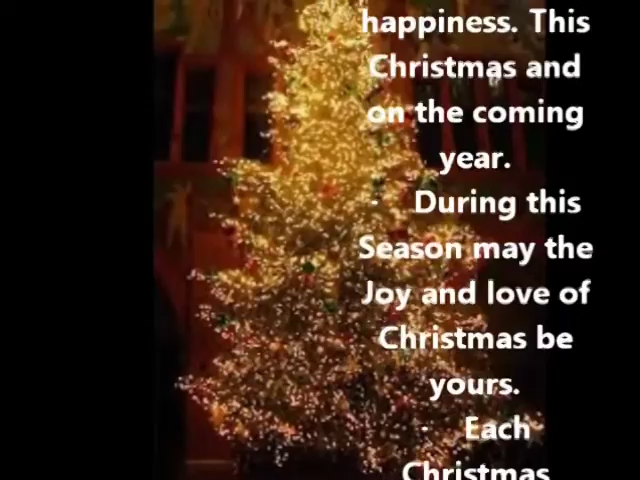 happiness. This
Christmas and
on the coming
year.
· During this
Season may the
Joy and love of
Christmas be
yours.
· Each
Christmas